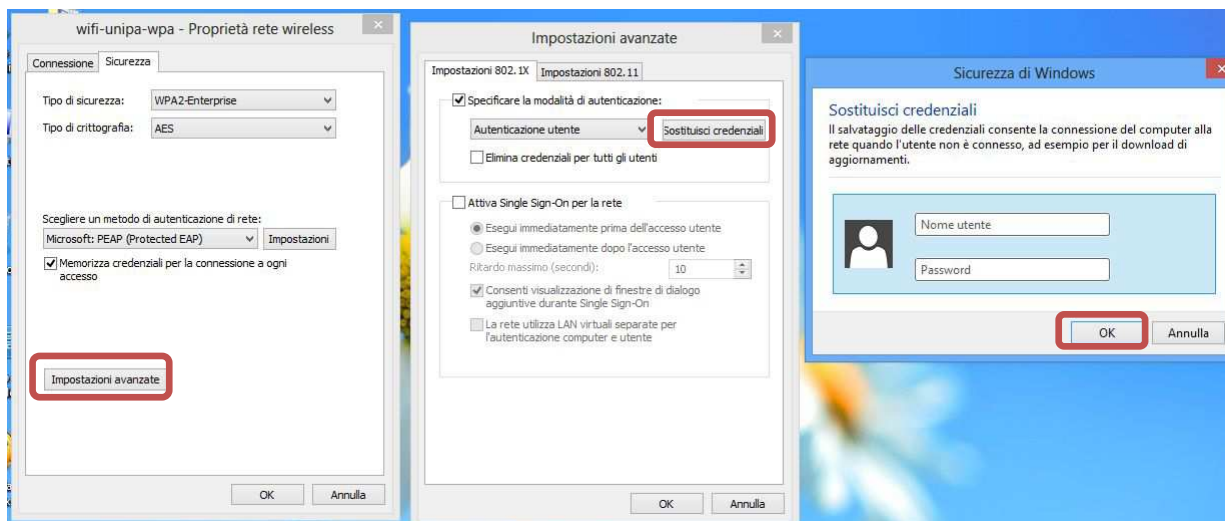 wifi-unipa-wpa - Proprietà rete wireless
Connessione Sicurezza
Tipo di sicurezza: WPA2-Enterprise
Tipo di crittografia: AES
Scegliere un metodo di autenticazione di rete:
Microsoft: PEAP (Protected EAP) Impostazioni
Memorizza credenziali per la connessione a ogni
accesso
Impostazioni avanzate
OK Annulla
Impostazioni avanzate
Impostazioni 802.1X Impostazioni 802.11
Specificare la modalità di autenticazione:
Autenticazione utente Sostituisci credenziali
Elimina credenziali per tutti gli utenti
Attiva Single Sign-On per la rete
Esegui immediatamente prima dell'accesso utente
Esegui immediatamente dopo l'accesso utente
Ritardo massimo (secondi): 10
Consenti visualizzazione di finestre di dialogo
aggiuntive durante Single Sign-On
La rete utilizza LAN virtuali separate per
l'autenticazione computer e utente
OK Annulla
Sicurezza di Windows
Sostituisci credenziali
Il salvataggio delle credenziali consente la connessione del computer alla
rete quando l'utente non è connesso, ad esempio per il download di
aggiornamenti.
Nome utente
Password
OK Annulla